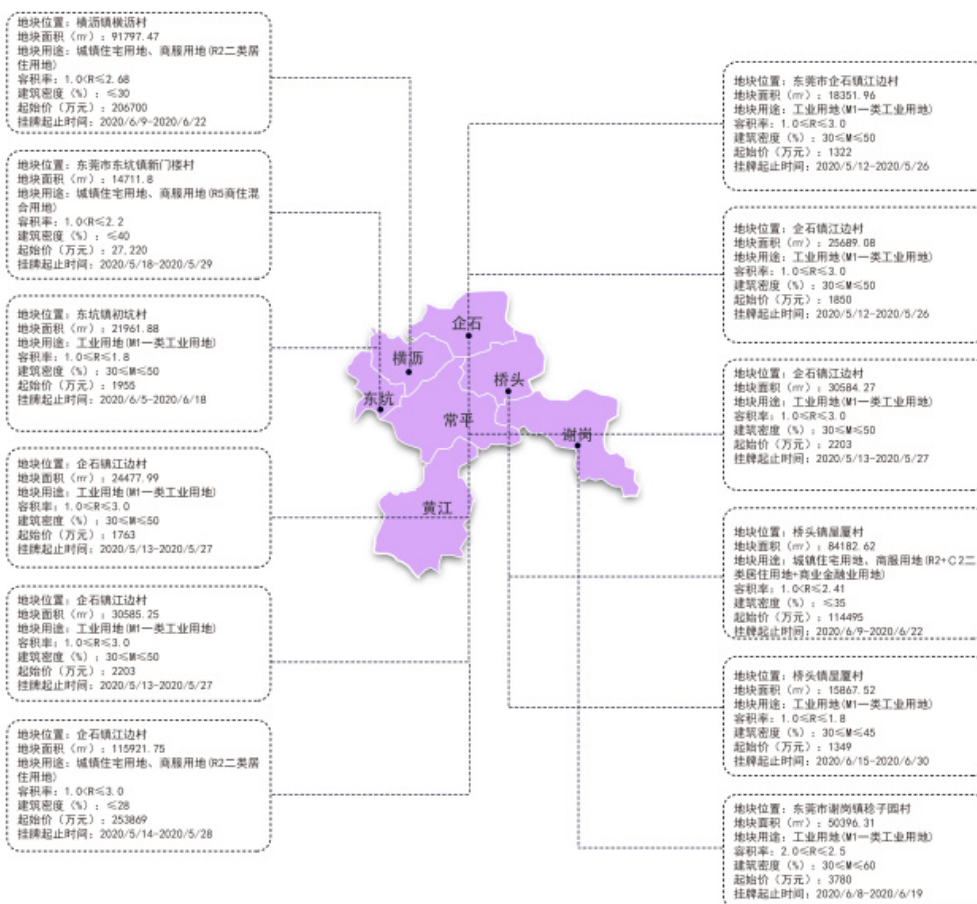 地块位置：横沥镇横沥村
地块面积（㎡）：91797.47
地块用途：城镇住宅用地、商服用地(R2二类居
住用地)
容积率：1.0<R≤2.68
建筑密度（%）：≤30
起始价（万元）：206700
挂牌起止时间：2020/6/9-2020/6/22
地块位置：东莞市东坑镇新门楼村
地块面积（㎡）：14711.8
地块用途：城镇住宅用地、商服用地(R5商住混
合用地)
容积率：1.0<R≤2.2
建筑密度（%）：≤40
起始价（万元）：27,220
挂牌起止时间：2020/5/18-2020/5/29
地块位置：东坑镇初坑村
地块面积（㎡）：21961.88
地块用途：工业用地(M1一类工业用地)
容积率：1.0≤R≤1.8
建筑密度（%）：30≤M≤50
起始价（万元）：1955
挂牌起止时间：2020/6/5-2020/6/18
地块位置：企石镇江边村
地块面积（㎡）：24477.99
地块用途：工业用地(M1一类工业用地)
容积率：1.0≤R≤3.0
建筑密度（%）：30≤M≤50
起始价（万元）：1763
挂牌起止时间：2020/5/13-2020/5/27
地块位置：企石镇江边村
地块面积（㎡）：30585.25
地块用途：工业用地(M1一类工业用地)
容积率：1.0≤R≤3.0
建筑密度（%）：30≤M≤50
起始价（万元）：2203
挂牌起止时间：2020/5/13-2020/5/27
地块位置：企石镇江边村
地块面积（㎡）：115921.75
地块用途：城镇住宅用地、商服用地(R2二类居
住用地)
容积率：1.0<R≤3.0
建筑密度（%）：≤28
起始价（万元）：253869
挂牌起止时间：2020/5/14-2020/5/28
企石
横沥
桥头
东坑
常平
谢岗
黄江
地块位置：东莞市企石镇江边村
地块面积（㎡）：18351.96
地块用途：工业用地(M1一类工业用地)
容积率：1.0≤R≤3.0
建筑密度（%）：30≤M≤50
起始价（万元）：1322
挂牌起止时间：2020/5/12-2020/5/26
地块位置：企石镇江边村
地块面积（㎡）：25689.08
地块用途：工业用地(M1一类工业用地)
容积率：1.0≤R≤3.0
建筑密度（%）：30≤M≤50
起始价（万元）：1850
挂牌起止时间：2020/5/12-2020/5/26
地块位置：企石镇江边村
地块面积（㎡）：30584.27
地块用途：工业用地(M1一类工业用地)
容积率：1.0≤R≤3.0
建筑密度（%）：30≤M≤50
起始价（万元）：2203
挂牌起止时间：2020/5/13-2020/5/27
地块位置：桥头镇屋厦村
地块面积（㎡）：84182.62
地块用途：城镇住宅用地、商服用地(R2+C2二
类居住用地+商业金融业用地)
容积率：1.0<R≤2.41
建筑密度（%）：≤35
起始价（万元）：114495
挂牌起止时间：2020/6/9-2020/6/22
地块位置：桥头镇屋厦村
地块面积（㎡）：15867.52
地块用途：工业用地(M1一类工业用地)
容积率：1.0≤R≤1.8
建筑密度（%）：30≤M≤45
起始价（万元）：1349
挂牌起止时间：2020/6/15-2020/6/30
地块位置：东莞市谢岗镇稔子园村
地块面积（㎡）：50396.31
地块用途：工业用地(M1一类工业用地)
容积率：2.0≤R≤2.5
建筑密度（%）：30≤M≤60
起始价（万元）：3780
挂牌起止时间：2020/6/8-2020/6/19